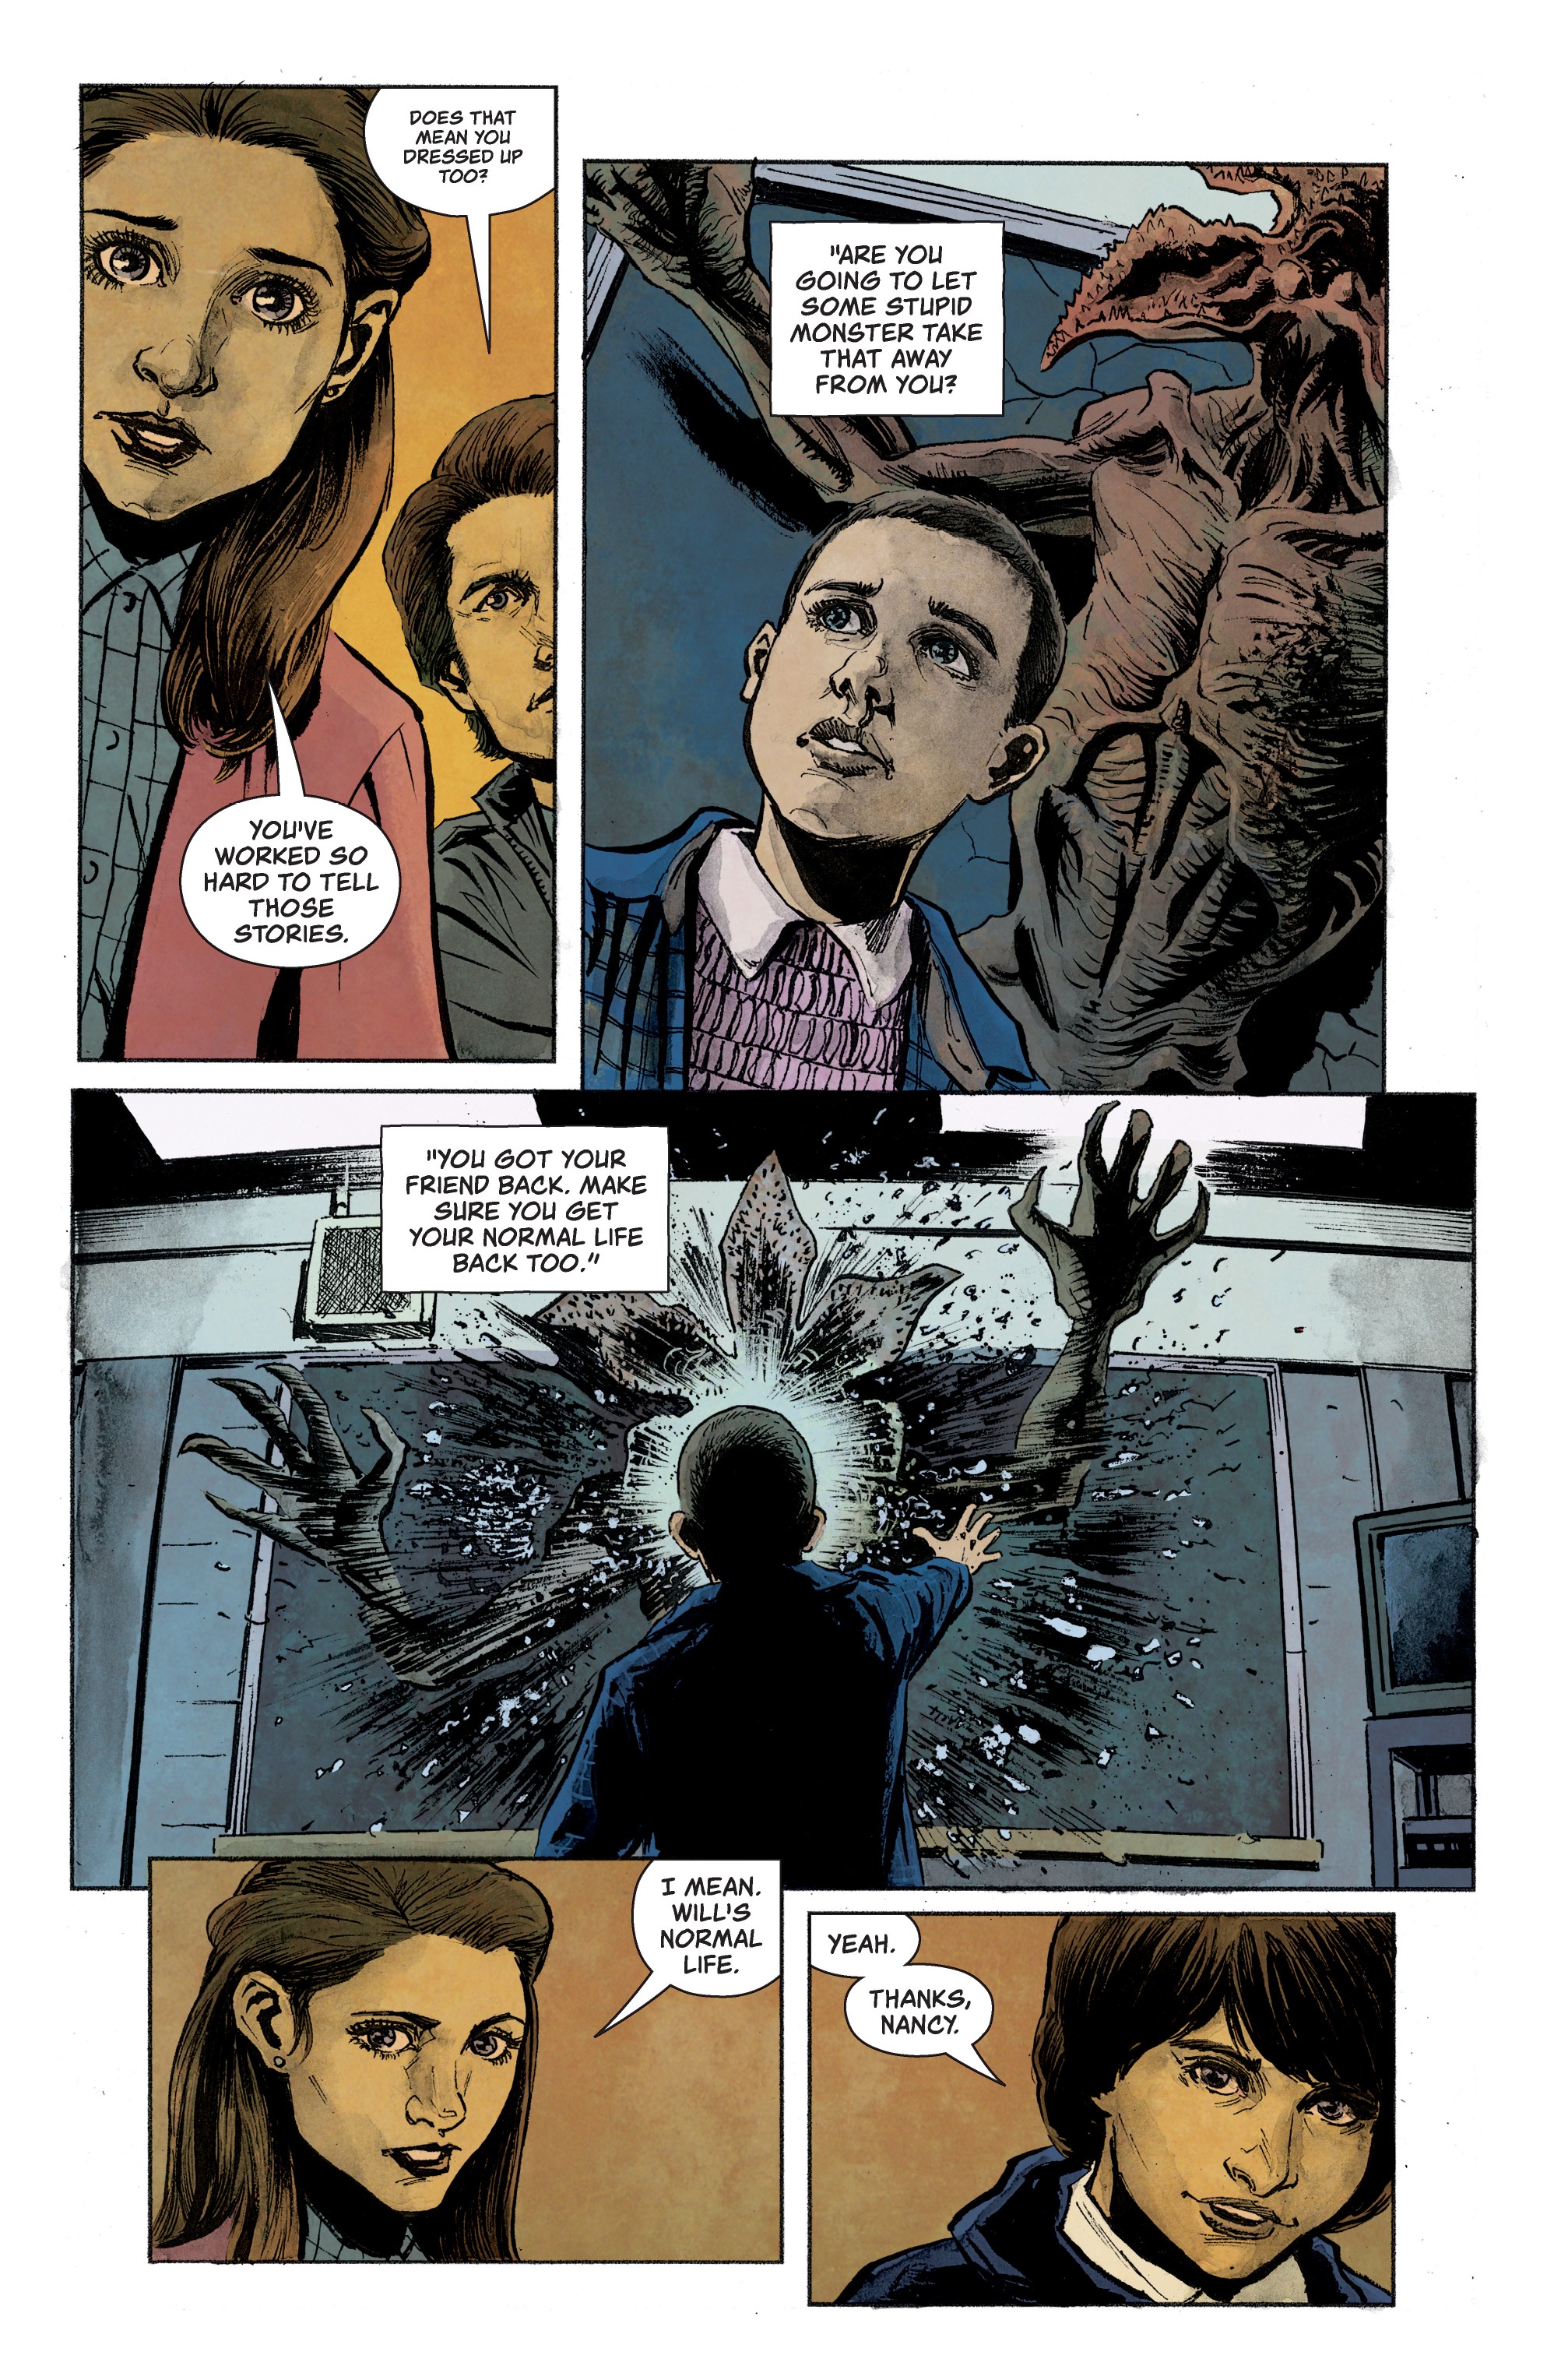 DOES THAT
MEAN YOU
DRESSED UP
TOO?
YOU'VE
WORKED SO
HARD TO TELL
THOSE
STORIES.
"ARE YOU
GOING TO LET
SOME STUPID
MONSTER TAKE
THAT AWAY
FROM YOU?
"YOU GOT YOUR
FRIEND BACK. MAKE
SURE YOU GET
YOUR NORMAL LIFE
BACK TOO."
I MEAN.
WILL'S
NORMAL
LIFE.
YEAH.
THANKS,
NANCY.